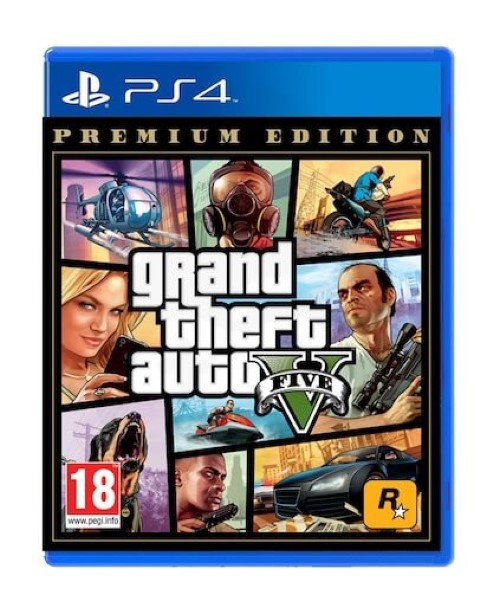 PS4
PREMIUM EDITION
grand
theft
auto V
FIVE
18
www.pegi.info
R